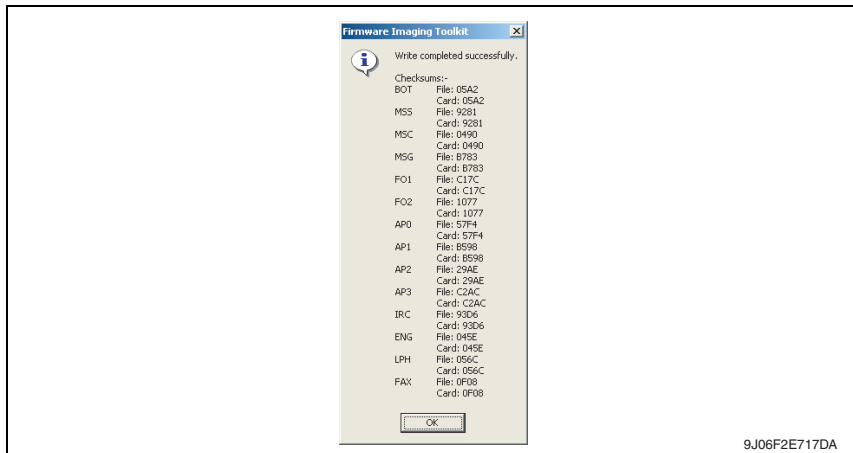 Firmware Imaging Toolkit
Write completed successfully.
Checksums:-
BOT File: 05A2
Card: 05A2
MSS File: 9281
Card: 9281
MSC File: 0490
Card: 0490
MSG File: B783
Card: B783
FO1 File: C17C
Card: C17C
FO2 File: 1077
Card: 1077
AP0 File: 57F4
Card: 57F4
AP1 File: B598
Card: B598
AP2 File: 29AE
Card: 29AE
AP3 File: C2AC
Card: C2AC
IRC File: 93D6
Card: 93D6
ENG File: 045E
Card: 045E
LPH File: 056C
Card: 056C
FAX File: 0F08
Card: 0F08
OK
9J06F2E717DA